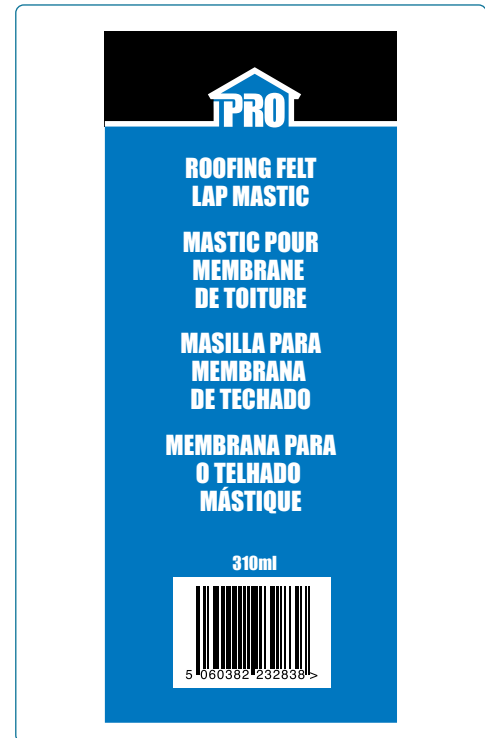 PRO
ROOFING FELT
LAP MASTIC
MASTIC POUR
MEMBRANE
DE TOITURE
MASILLA PARA
MEMBRANA
DE TECHADO
MEMBRANA PARA
O TELHADO
MÁSTIQUE
310ml
5 060382 232838 >